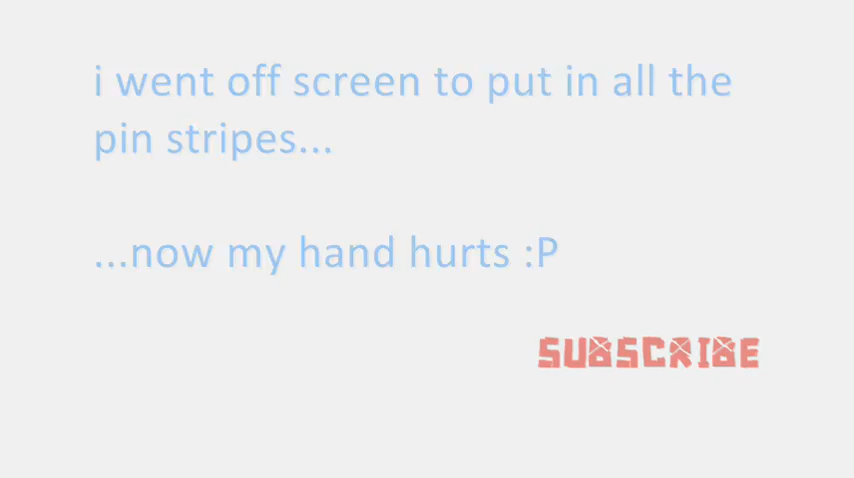 i went off screen to put in all the
pin stripes...
...now my hand hurts :P
SUBSCRIBE